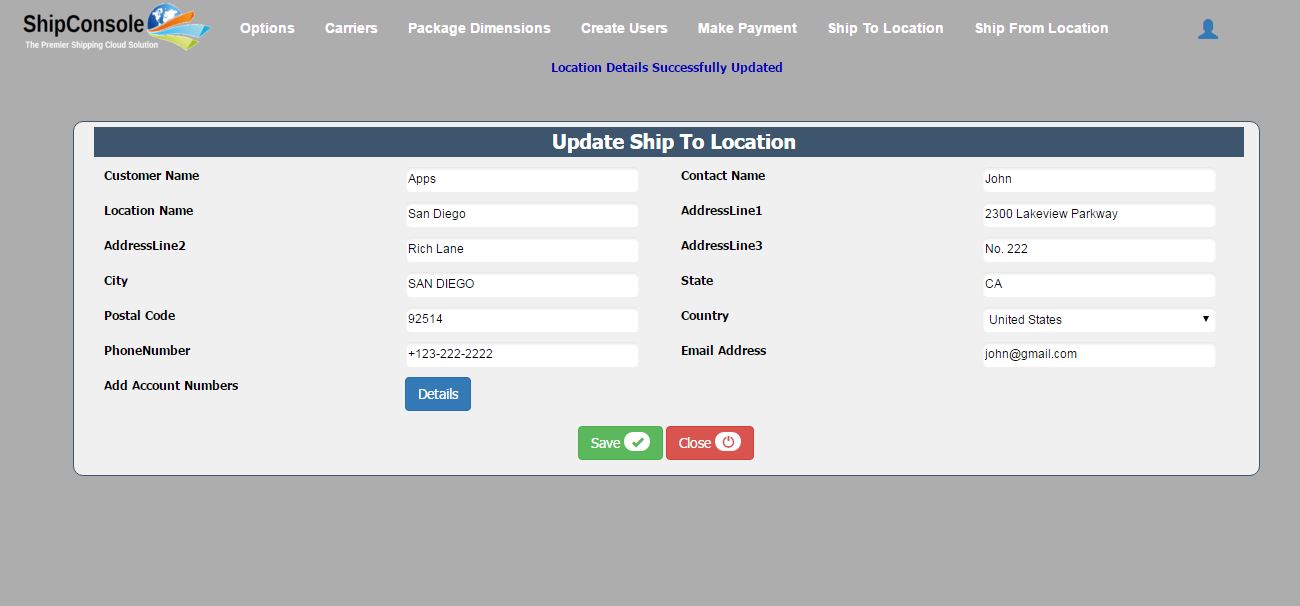 ShipConsole
The Premier Shipping Cloud Solution
Options Carriers Package Dimensions Create Users Make Payment Ship To Location Ship From Location
Location Details Successfully Updated
Update Ship To Location
Customer Name Apps Contact Name John
Location Name San Diego AddressLine1 2300 Lakeview Parkway
AddressLine2 Rich Lane AddressLine3 No. 222
City SAN DIEGO State CA
Postal Code 92514 Country United States
PhoneNumber +123-222-2222 Email Address john@gmail.com
Add Account Numbers Details
Save Close